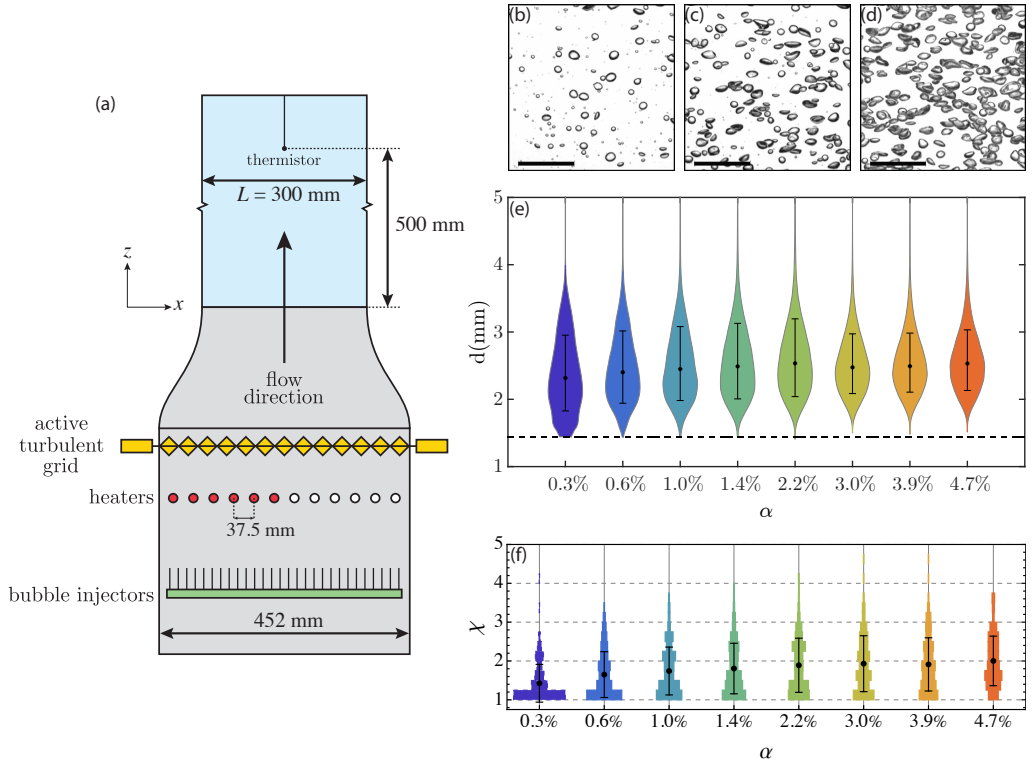 (a)
thermistor
L = 300 mm
500 mm
z
x
flow
direction
active
turbulent
grid
heaters
37.5 mm
bubble injectors
452 mm
(b)
(c)
(d)
(e)
5
4
3
2
1
d(mm)
0.3% 0.6% 1.0% 1.4% 2.2% 3.0% 3.9% 4.7%
α
(f)
5
4
3
2
1
χ
0.3% 0.6% 1.0% 1.4% 2.2% 3.0% 3.9% 4.7%
α